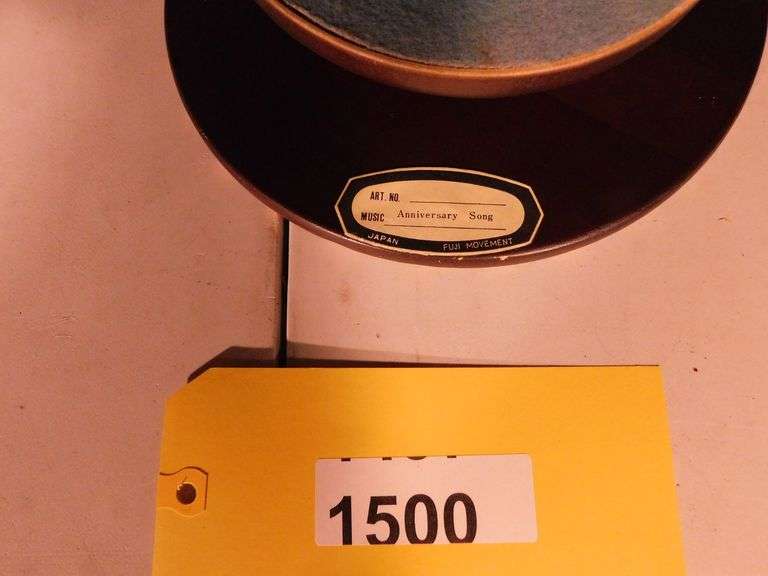 ART. NO.
MUSIC Anniversary Song
JAPAN FUJI MOVEMENT
1500